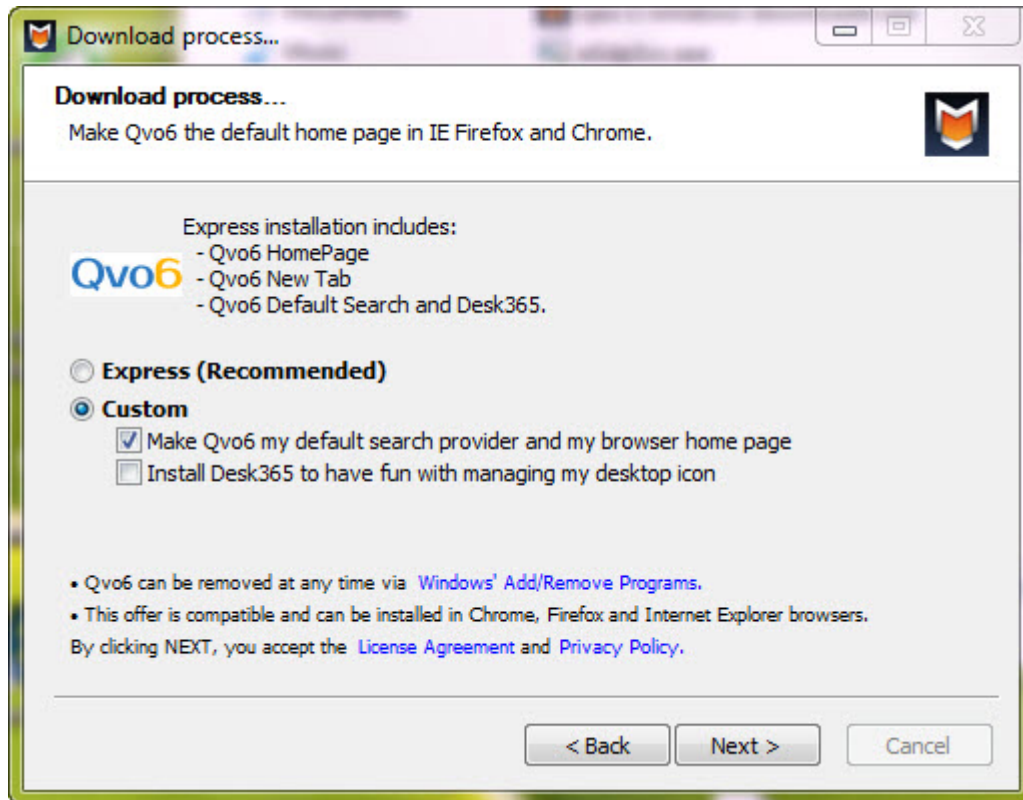 Download process...
Download process...
Make Qvo6 the default home page in IE Firefox and Chrome.
Express installation includes:
- Qvo6 HomePage
Qvo6
- Qvo6 New Tab
- Qvo6 Default Search and Desk365.
Express (Recommended)
Custom
Make Qvo6 my default search provider and my browser home page
Install Desk365 to have fun with managing my desktop icon
• Qvo6 can be removed at any time via Windows' Add/Remove Programs.
• This offer is compatible and can be installed in Chrome, Firefox and Internet Explorer browsers.
By clicking NEXT, you accept the License Agreement and Privacy Policy.
< Back Next > Cancel